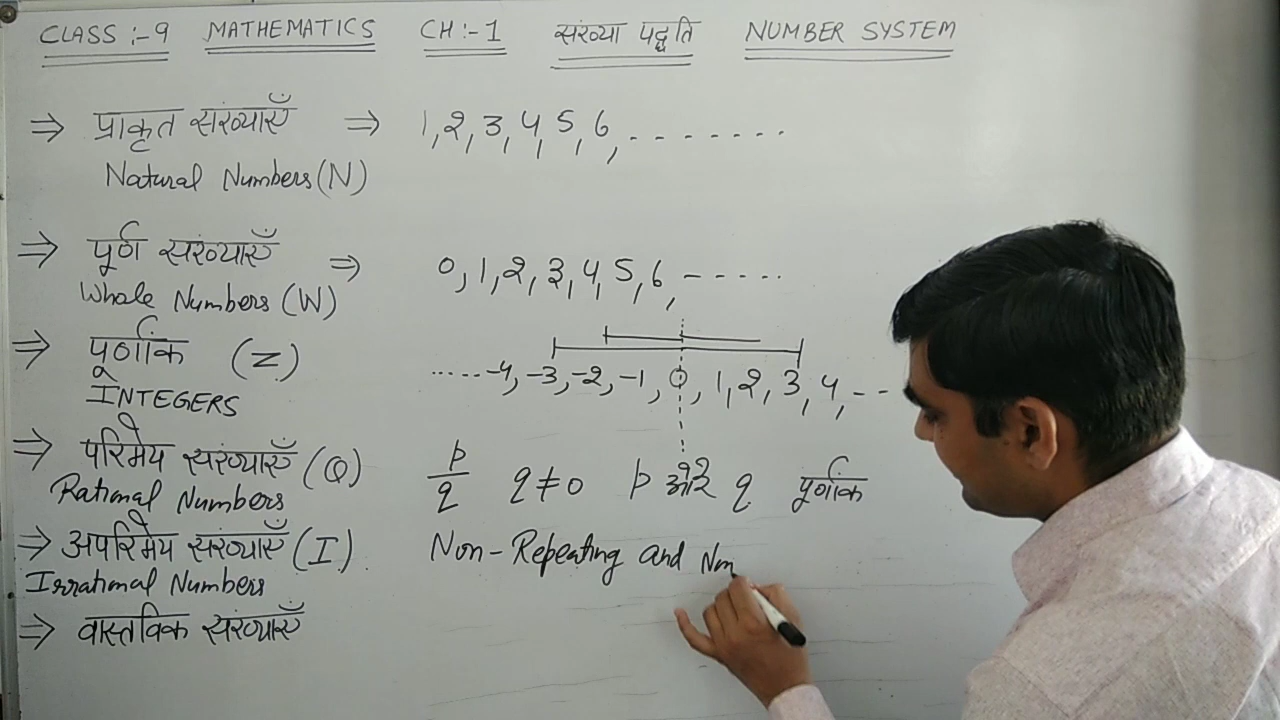 CLASS :- 9 MATHEMATICS CH :- 1 संख्या पद्धति NUMBER SYSTEM
⇒ प्राकृत संख्याएँ ⇒ 1, 2, 3, 4, 5, 6, --------
Natural Numbers (N)
⇒ पूर्ण संख्याएँ ⇒ 0, 1, 2, 3, 4, 5, 6, ------
Whole Numbers (W)
⇒ पूर्णांक (Z) ......-4, -3, -2, -1, 0, 1, 2, 3, 4, --
INTEGERS
⇒ परिमेय संख्याएँ (Q) p/q q ≠ 0 p और q पूर्णांक
Rational Numbers
⇒ अपरिमेय संख्याएँ (I) Non-Repeating and Non
Irrational Numbers
⇒ वास्तविक संख्याएँ